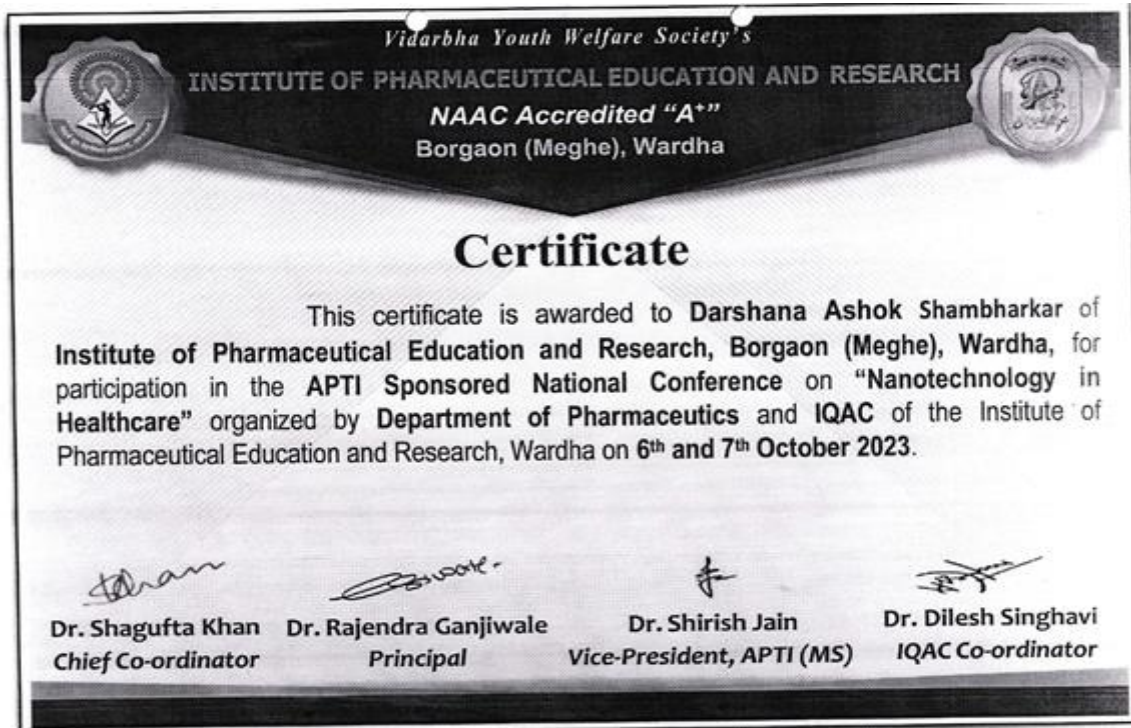 Vidarbha Youth Welfare Society's
INSTITUTE OF PHARMACEUTICAL EDUCATION AND RESEARCH
NAAC Accredited “A+”
Borgaon (Meghe), Wardha
Certificate
This certificate is awarded to Darshana Ashok Shambharkar of
Institute of Pharmaceutical Education and Research, Borgaon (Meghe), Wardha, for
participation in the APTI Sponsored National Conference on “Nanotechnology in
Healthcare” organized by Department of Pharmaceutics and IQAC of the Institute of
Pharmaceutical Education and Research, Wardha on 6th and 7th October 2023.
Dr. Shagufta Khan
Chief Co-ordinator
Dr. Rajendra Ganjiwale
Principal
Dr. Shirish Jain
Vice-President, APTI (MS)
Dr. Dilesh Singhavi
IQAC Co-ordinator